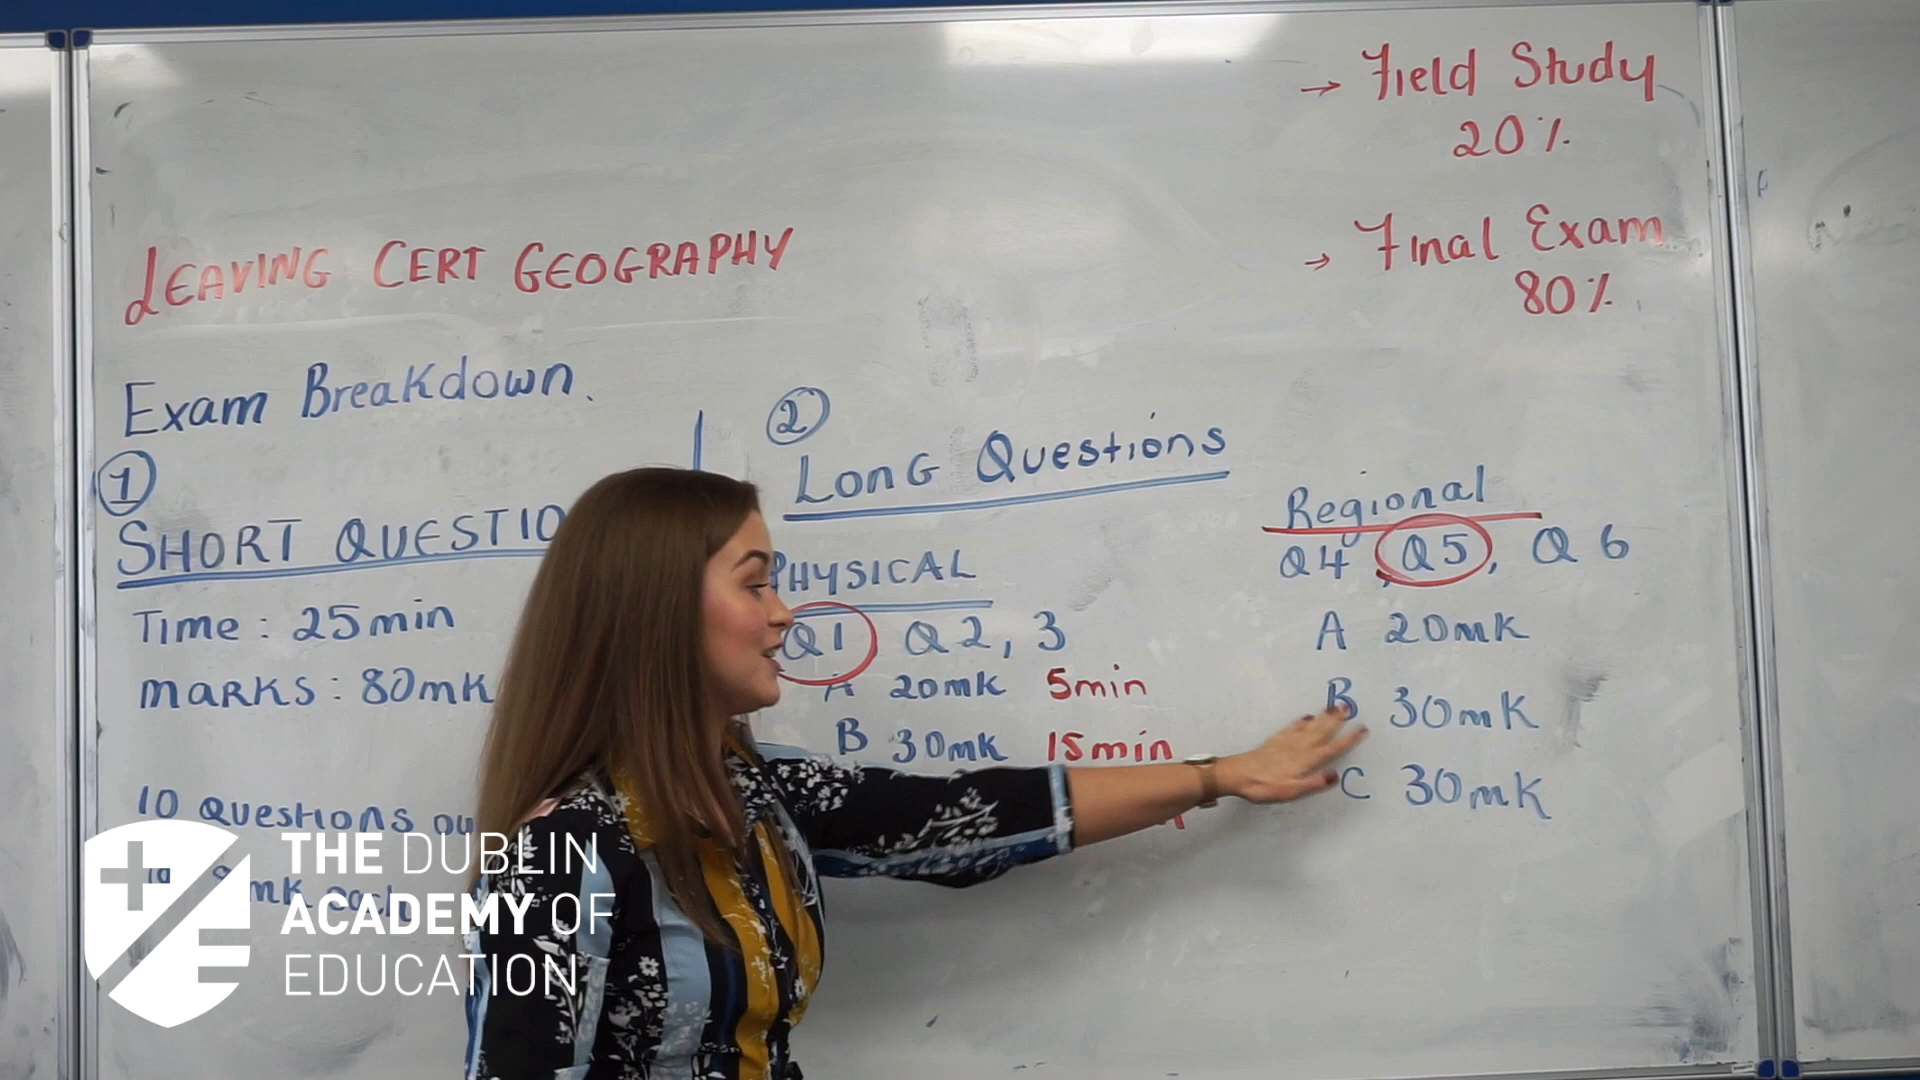 → Field Study
20%
→ Final Exam
80%
LEAVING CERT GEOGRAPHY
Exam Breakdown.
1
SHORT QUESTIO
Time: 25min
MARKS: 80mk
10 Questions ou
8mk each
2
LONG Questions
PHYSICAL
Q1 Q2, 3
A 20mk 5min
B 30mk 15min
Regional
Q4, Q5, Q6
A 20mk
B 30mk
C 30mk
THE DUBLIN
ACADEMY OF
EDUCATION